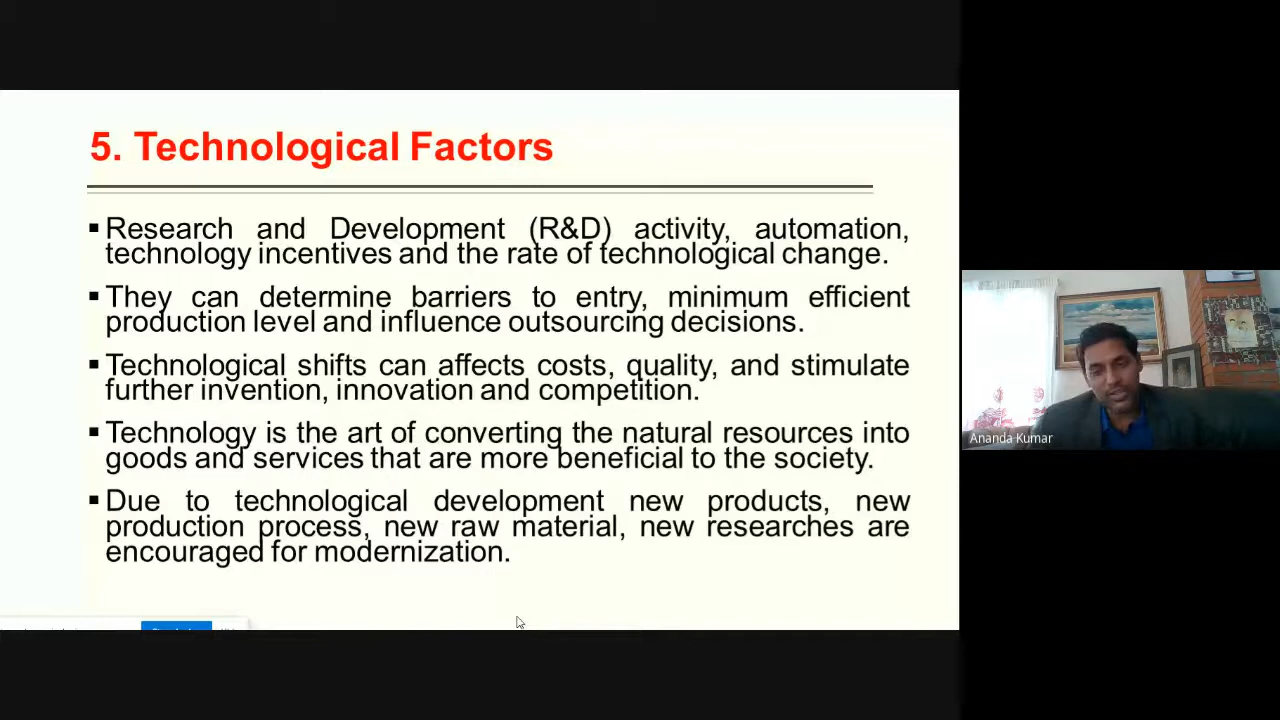 5. Technological Factors
▪Research and Development (R&D) activity, automation,
technology incentives and the rate of technological change.
▪They can determine barriers to entry, minimum efficient
production level and influence outsourcing decisions.
▪Technological shifts can affects costs, quality, and stimulate
further invention, innovation and competition.
▪Technology is the art of converting the natural resources into
goods and services that are more beneficial to the society.
▪Due to technological development new products, new
production process, new raw material, new researches are
encouraged for modernization.
Ananda Kumar